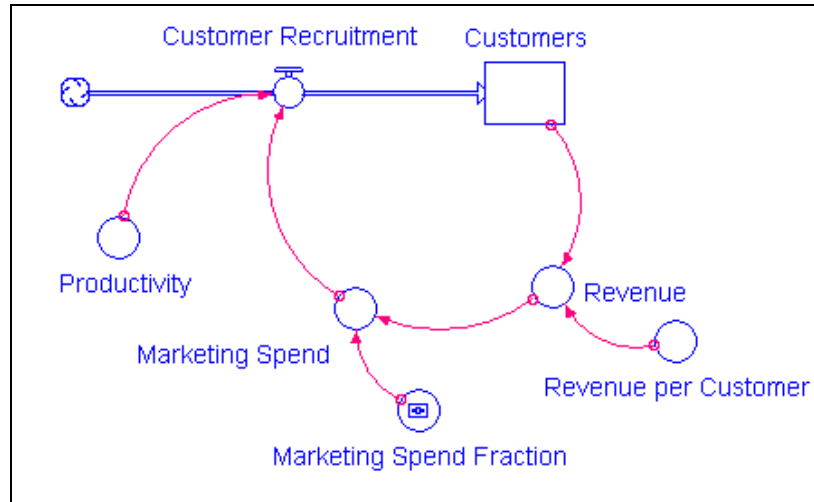 Customer Recruitment
Customers
Productivity
Revenue
Marketing Spend
Revenue per Customer
Marketing Spend Fraction